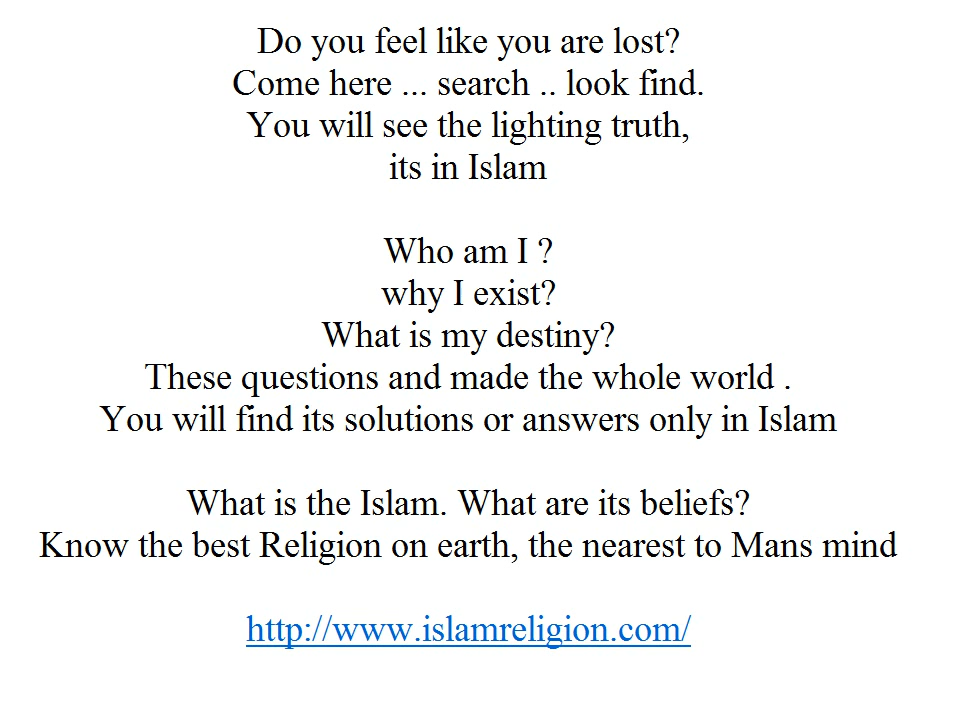 Do you feel like you are lost?
Come here ... search .. look find.
You will see the lighting truth,
its in Islam
Who am I ?
why I exist?
What is my destiny?
These questions and made the whole world .
You will find its solutions or answers only in Islam
What is the Islam. What are its beliefs?
Know the best Religion on earth, the nearest to Mans mind
http://www.islamreligion.com/